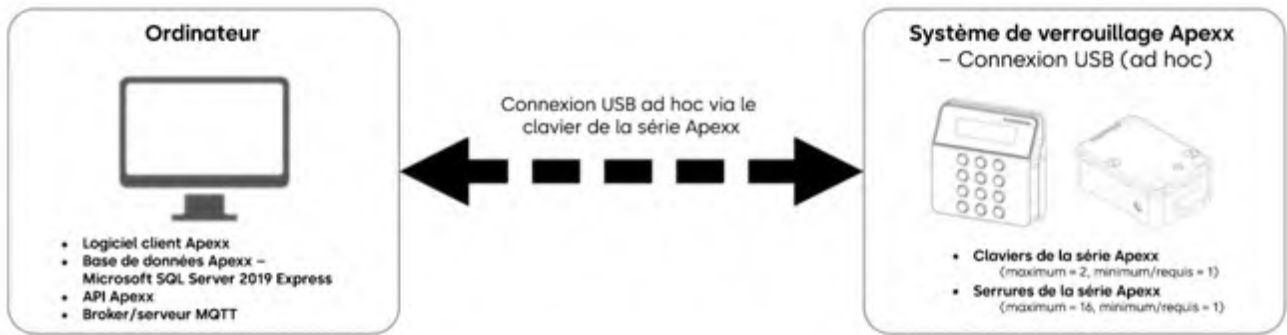 Ordinateur
• Logiciel client Apexx
• Base de données Apexx –
Microsoft SQL Server 2019 Express
• API Apexx
• Broker/serveur MQTT
Connexion USB ad hoc via le
clavier de la série Apexx
Système de verrouillage Apexx
– Connexion USB (ad hoc)
• Claviers de la série Apexx
(maximum = 2, minimum/requis = 1)
• Serrures de la série Apexx
(maximum = 16, minimum/requis = 1)